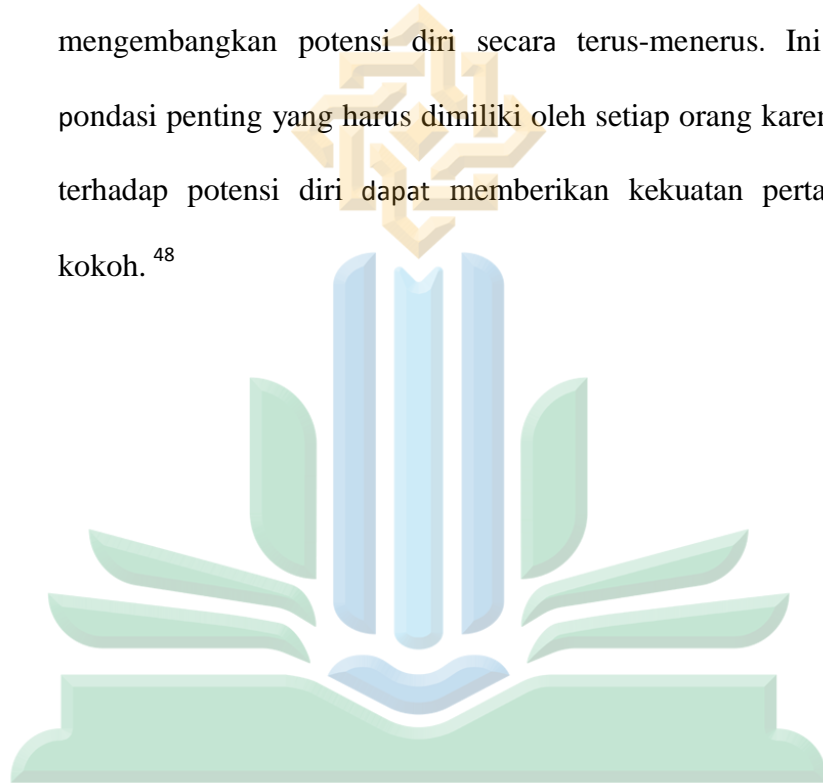 mengembangkan potensi diri secara terus-menerus. Ini
pondasi penting yang harus dimiliki oleh setiap orang karen
terhadap potensi diri dapat memberikan kekuatan perta
kokoh. 48